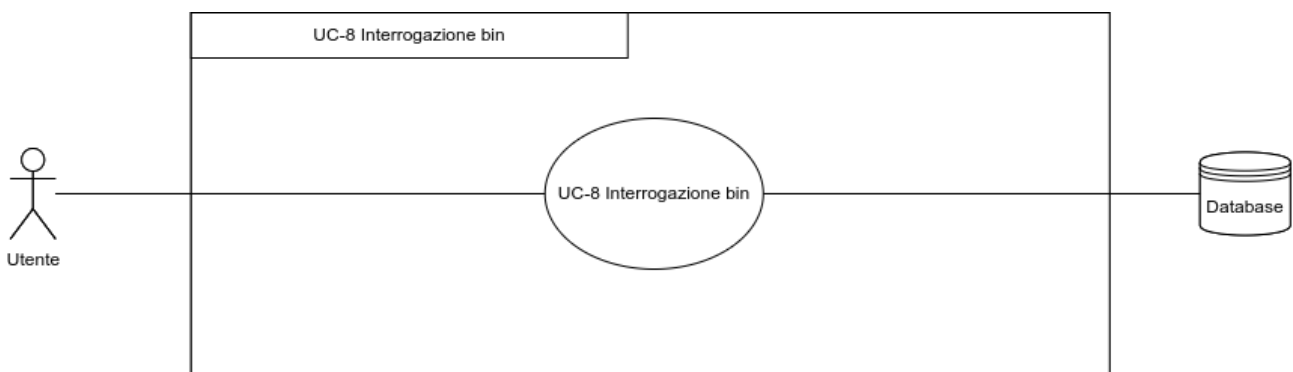 UC-8 Interrogazione bin
UC-8 Interrogazione bin
Database
Utente